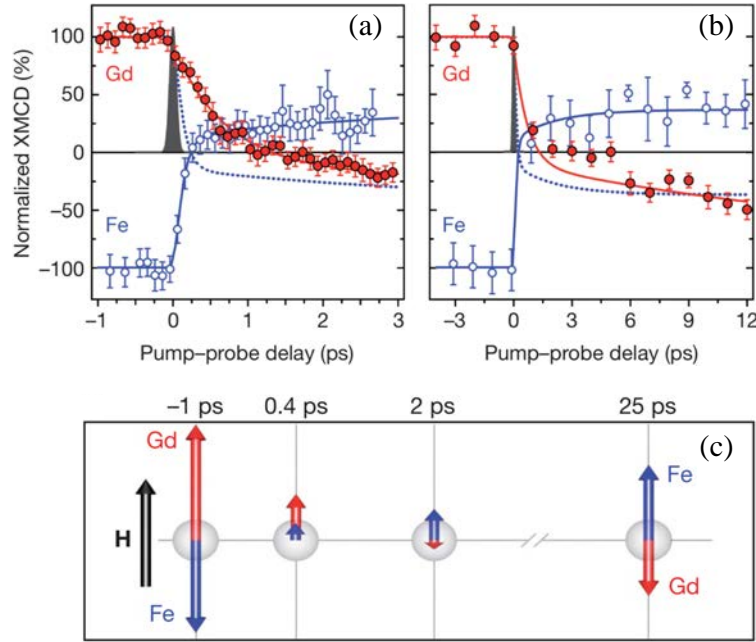 (a)
(b)
Normalized XMCD (%)
100
50
0
−50
−100
Gd
Fe
Gd
Fe
−1 0 1 2 3
−3 0 3 6 9 12
Pump–probe delay (ps)
Pump–probe delay (ps)
−1 ps 0.4 ps 2 ps 25 ps
(c)
Gd
H
Fe
Fe
Gd